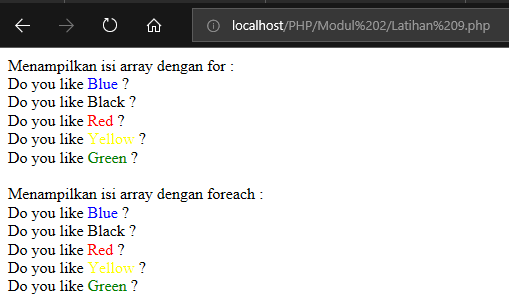 localhost/PHP/Modul%202/Latihan%209.php
Menampilkan isi array dengan for :
Do you like Blue ?
Do you like Black ?
Do you like Red ?
Do you like Yellow ?
Do you like Green ?
Menampilkan isi array dengan foreach :
Do you like Blue ?
Do you like Black ?
Do you like Red ?
Do you like Yellow ?
Do you like Green ?